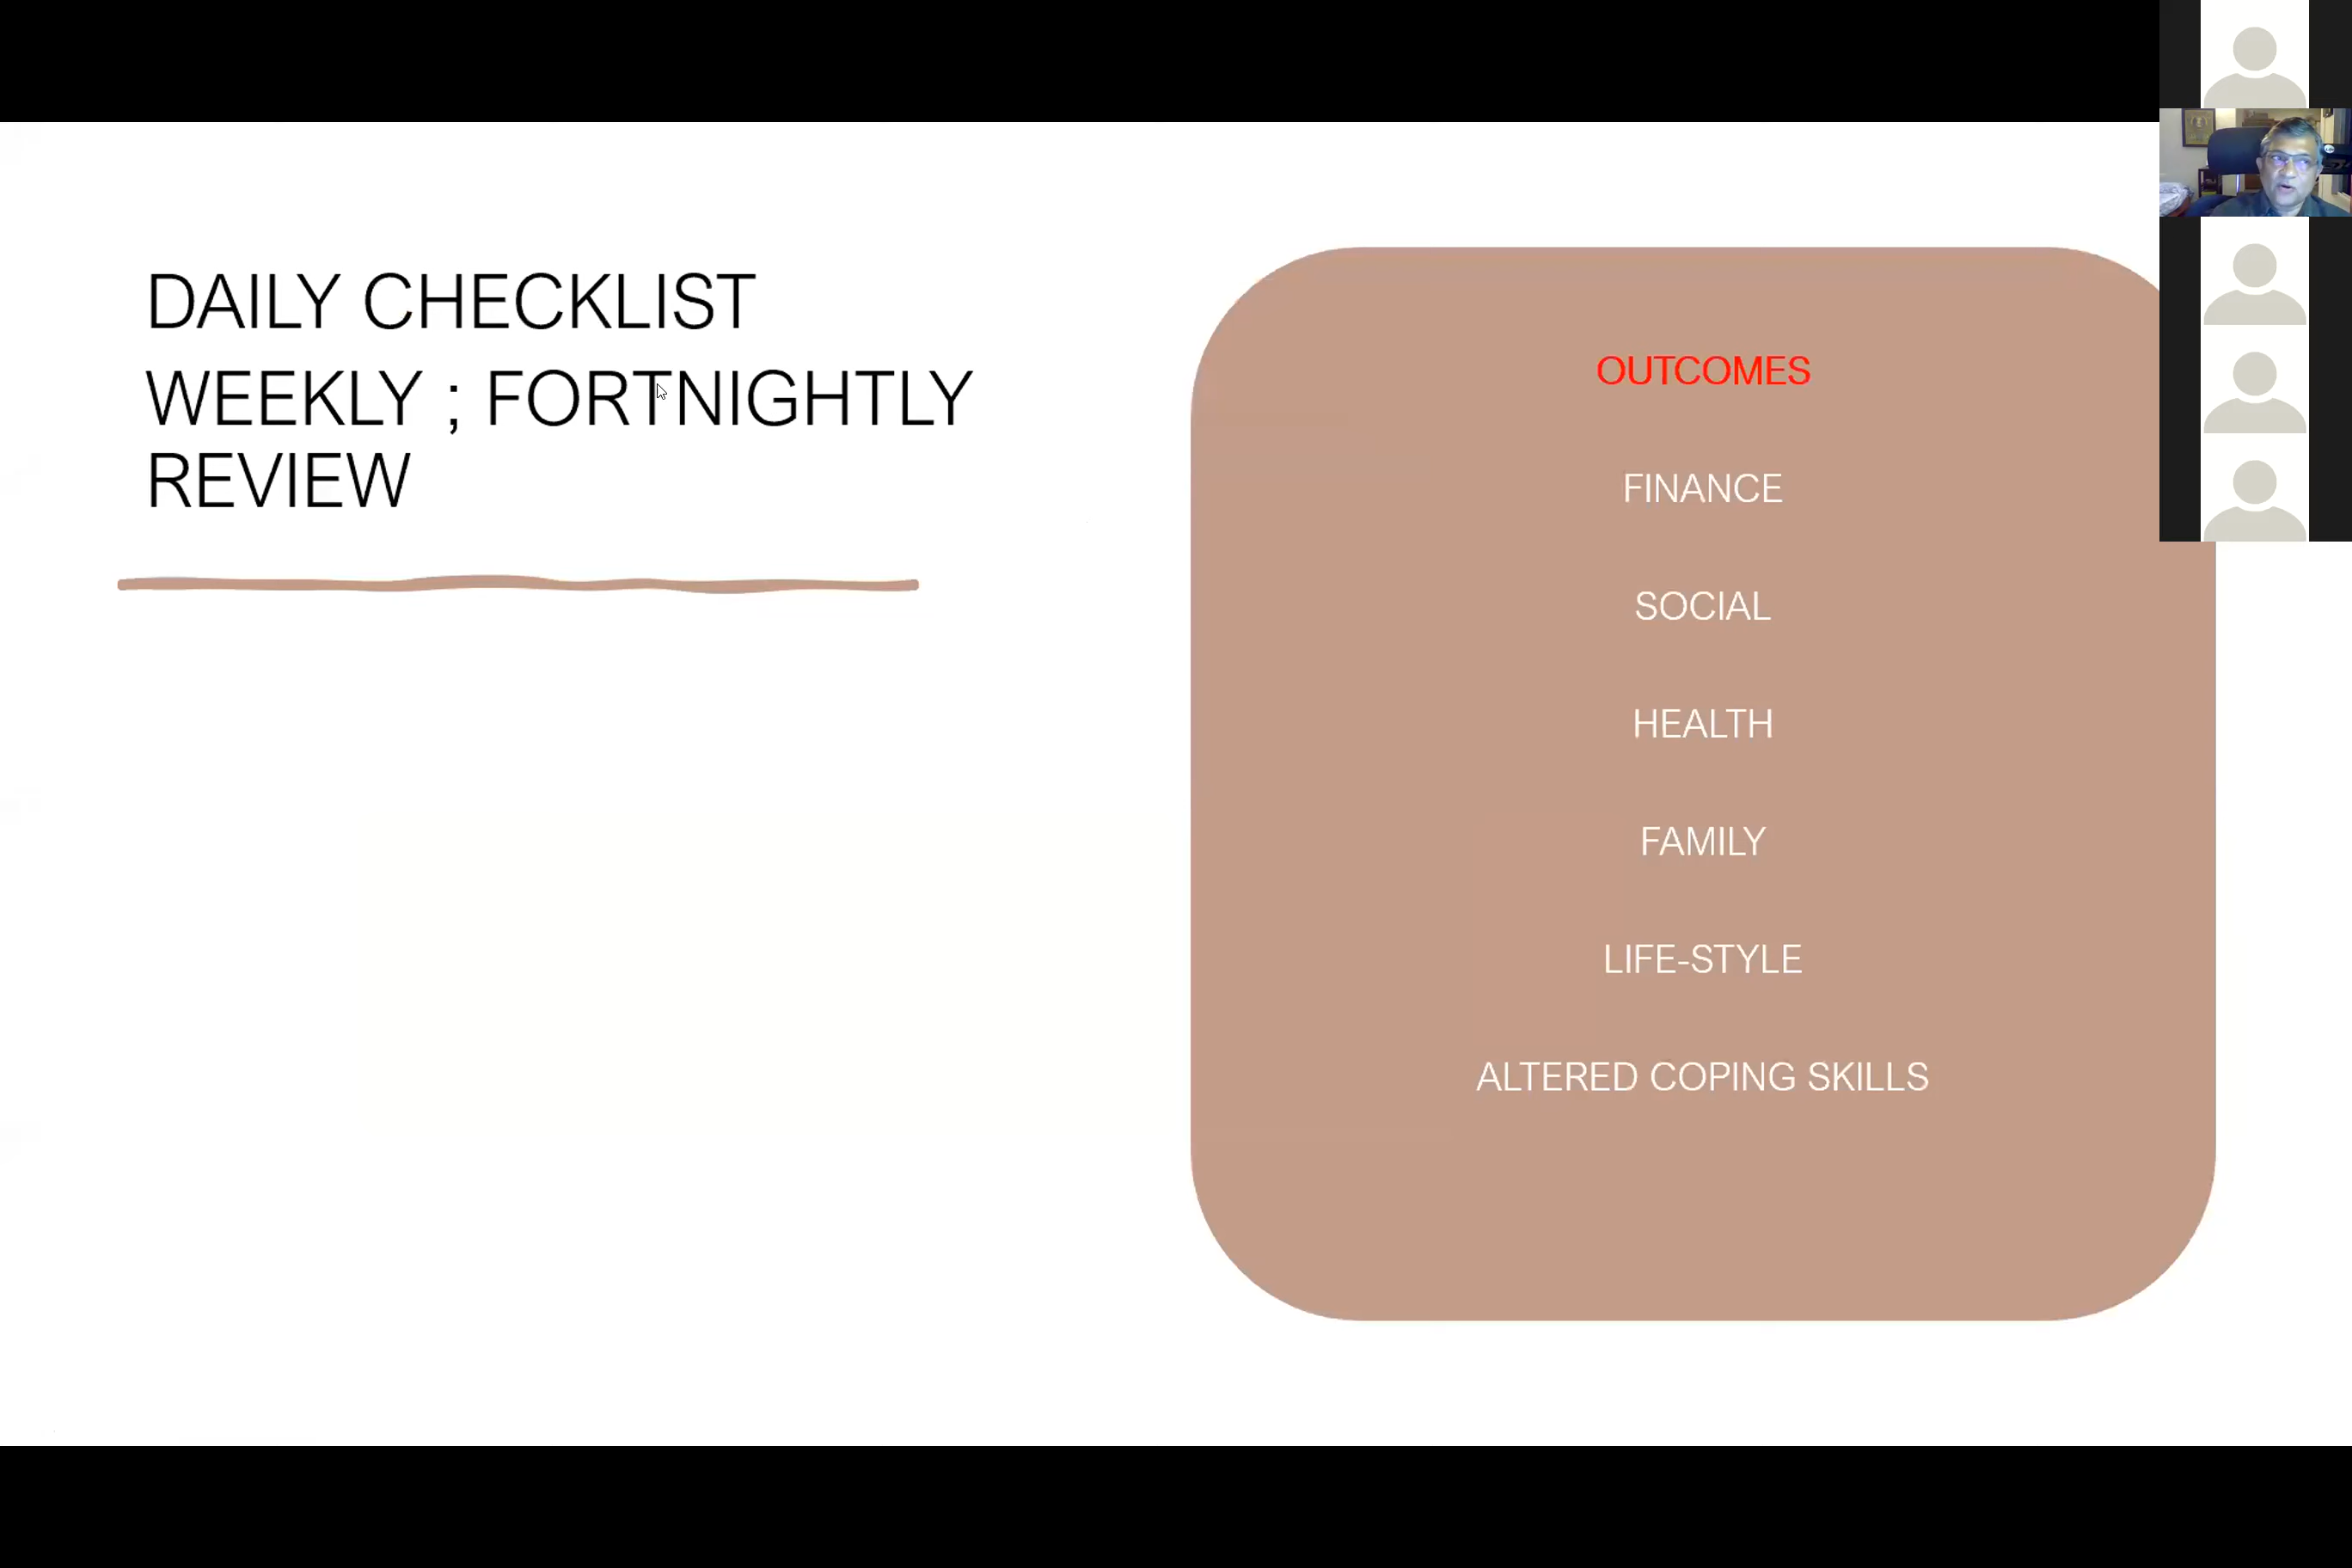 DAILY CHECKLIST
WEEKLY ; FORTNIGHTLY
REVIEW
OUTCOMES
FINANCE
SOCIAL
HEALTH
FAMILY
LIFE-STYLE
ALTERED COPING SKILLS